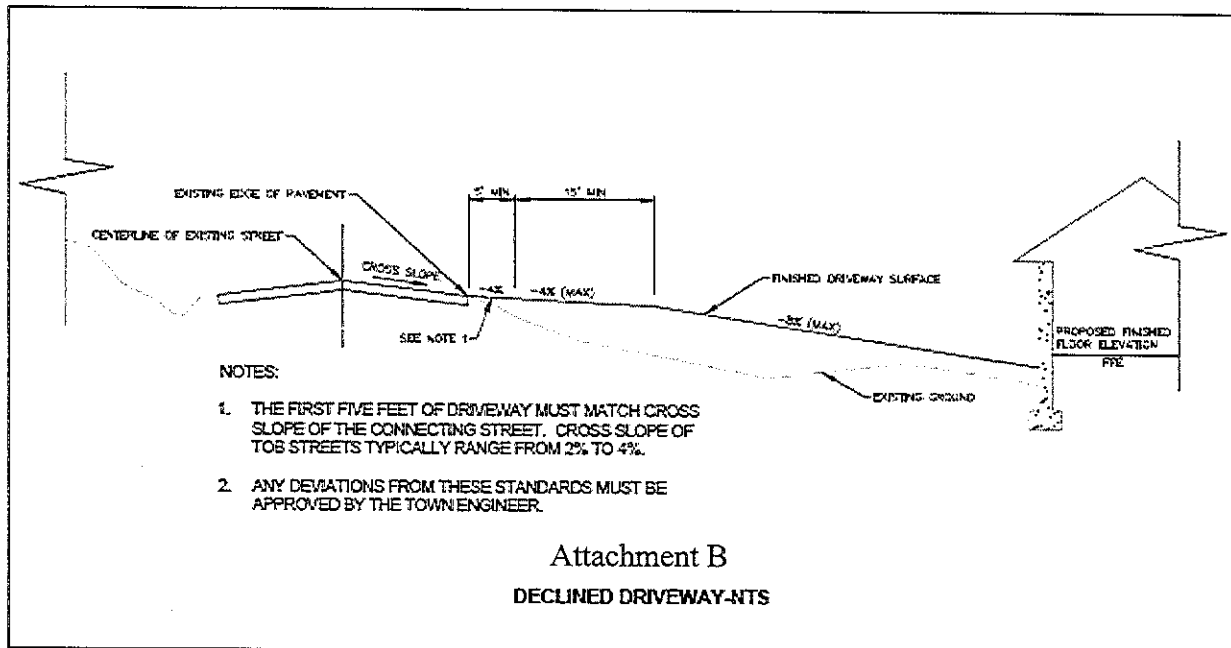 5' MIN
15' MIN
EXISTING EDGE OF PAVEMENT
CENTERLINE OF EXISTING STREET
CROSS SLOPE
-4%
-4% (MAX)
FINISHED DRIVEWAY SURFACE
-8% (MAX)
SEE NOTE 1
PROPOSED FINISHED
FLOOR ELEVATION
FFE
EXISTING GROUND
NOTES:
1. THE FIRST FIVE FEET OF DRIVEWAY MUST MATCH CROSS
SLOPE OF THE CONNECTING STREET. CROSS SLOPE OF
TOB STREETS TYPICALLY RANGE FROM 2% TO 4%.
2. ANY DEVIATIONS FROM THESE STANDARDS MUST BE
APPROVED BY THE TOWN ENGINEER.
Attachment B
DECLINED DRIVEWAY-NTS